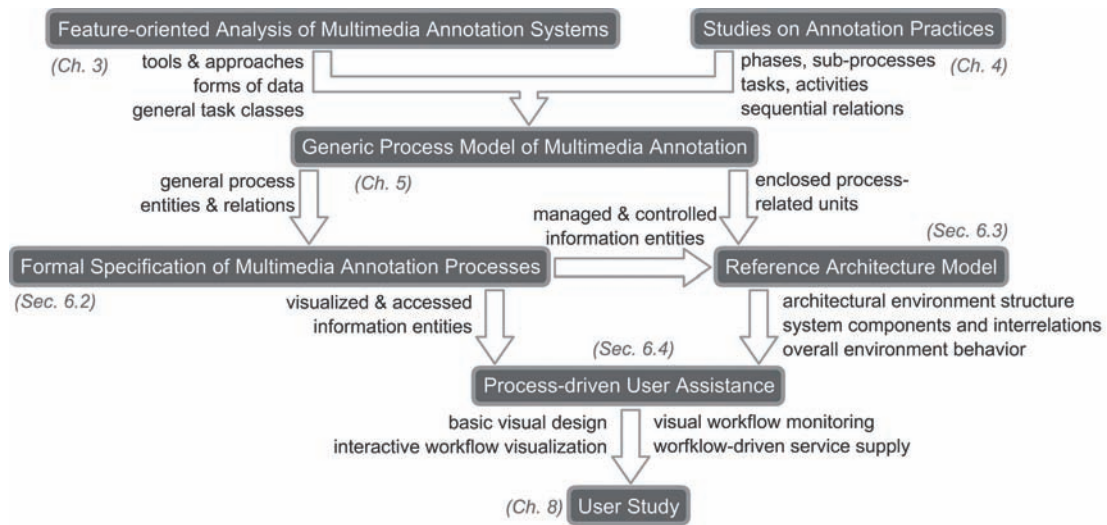 Feature-oriented Analysis of Multimedia Annotation Systems
Studies on Annotation Practices
(Ch. 3)
tools & approaches
forms of data
general task classes
phases, sub-processes
tasks, activities
sequential relations
(Ch. 4)
Generic Process Model of Multimedia Annotation
(Ch. 5)
general process
entities & relations
enclosed process-
related units
managed & controlled
information entities
(Sec. 6.3)
Formal Specification of Multimedia Annotation Processes
Reference Architecture Model
(Sec. 6.2)
visualized & accessed
information entities
architectural environment structure
system components and interrelations
overall environment behavior
(Sec. 6.4)
Process-driven User Assistance
basic visual design
interactive workflow visualization
visual workflow monitoring
worfklow-driven service supply
(Ch. 8)
User Study